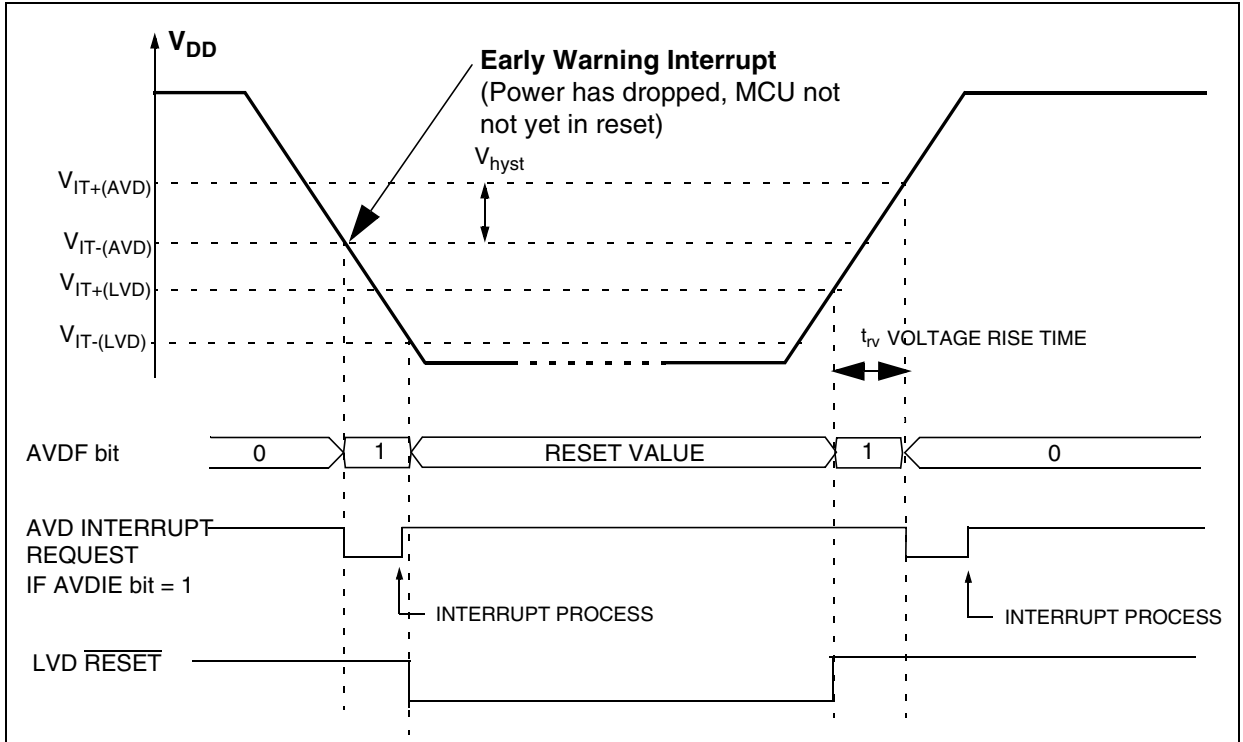 VDD
Early Warning Interrupt
(Power has dropped, MCU not
not yet in reset)
Vhyst
VIT+(AVD)
VIT-(AVD)
VIT+(LVD)
VIT-(LVD)
trv VOLTAGE RISE TIME
AVDF bit
0
1
RESET VALUE
1
0
AVD INTERRUPT
REQUEST
IF AVDIE bit = 1
INTERRUPT PROCESS
INTERRUPT PROCESS
LVD RESET